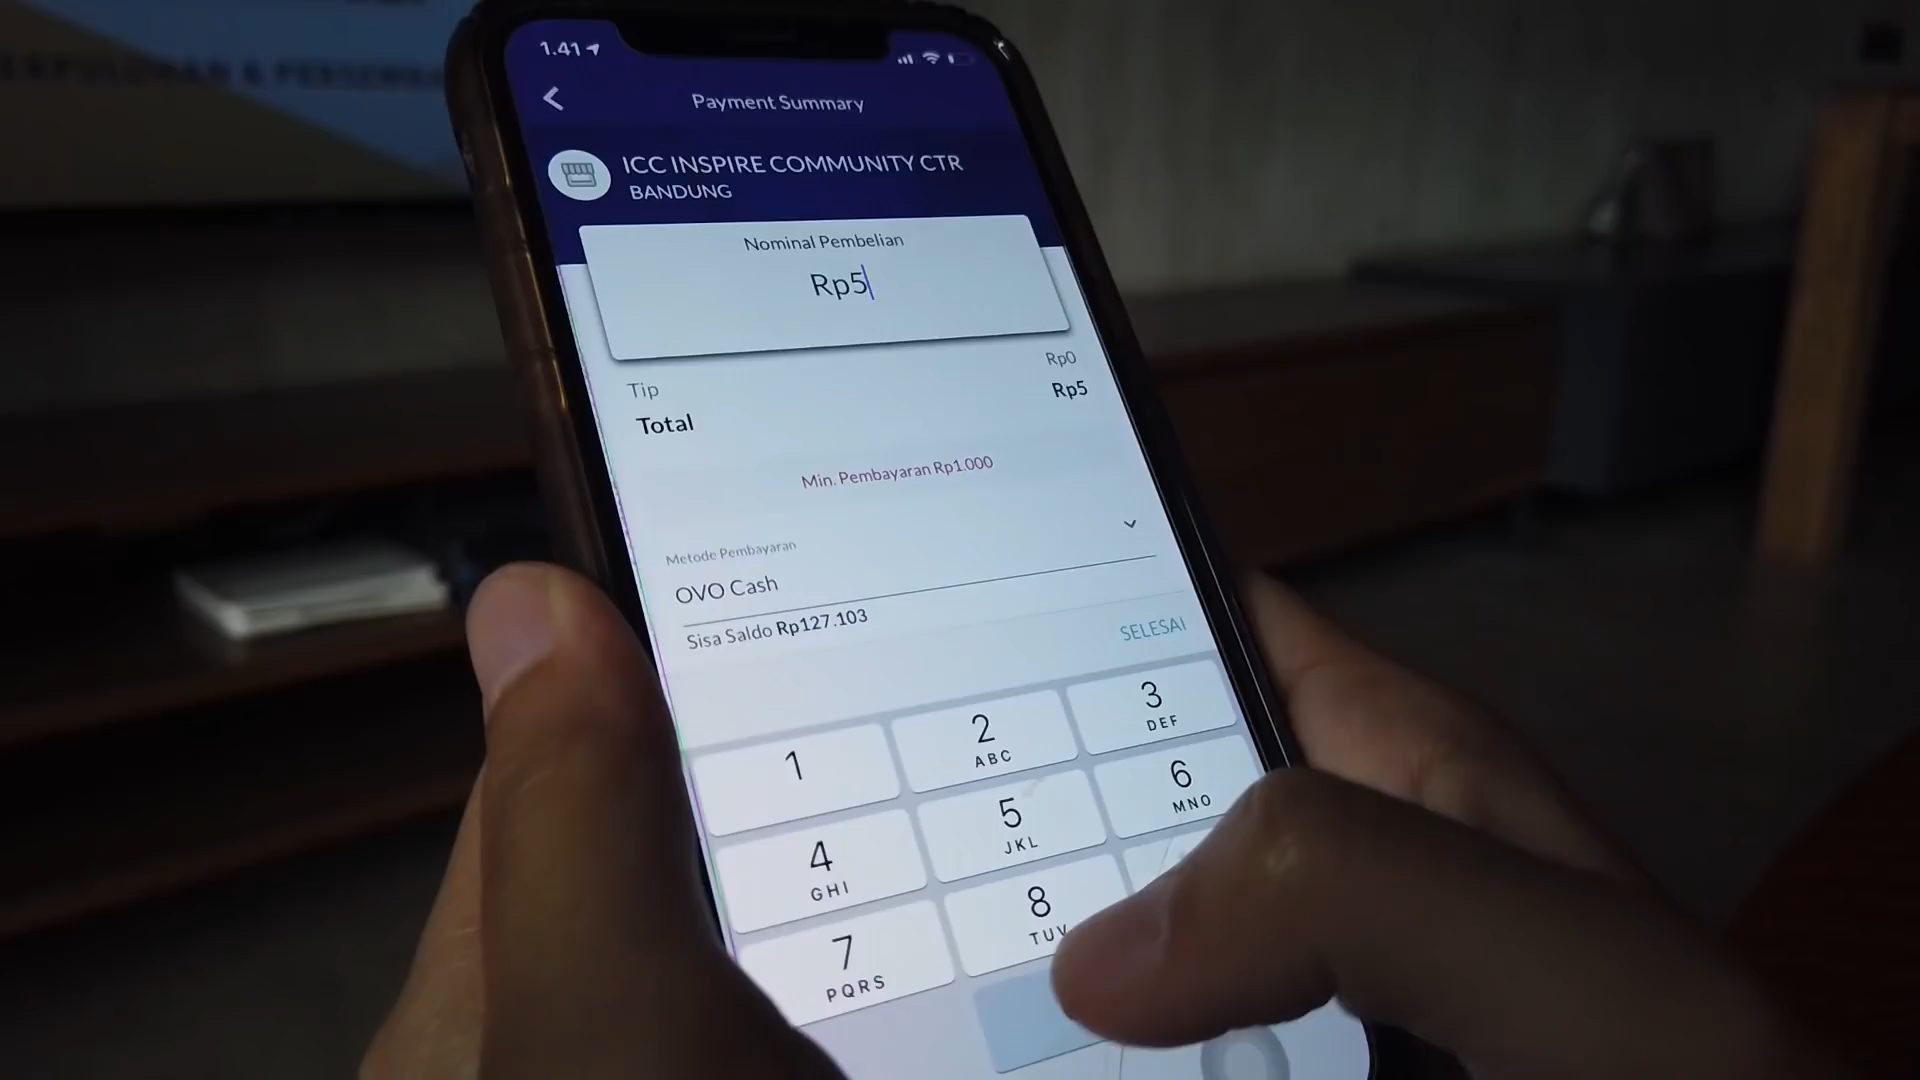 1.41
Payment Summary
ICC INSPIRE COMMUNITY CTR
BANDUNG
Nominal Pembelian
Rp5
Tip
Rp0
Total
Rp5
Min. Pembayaran Rp1.000
Metode Pembayaran
OVO Cash
Sisa Saldo Rp127.103
SELESAI
1
2
ABC
3
DEF
4
GHI
5
JKL
6
MNO
7
PQRS
8
TUV